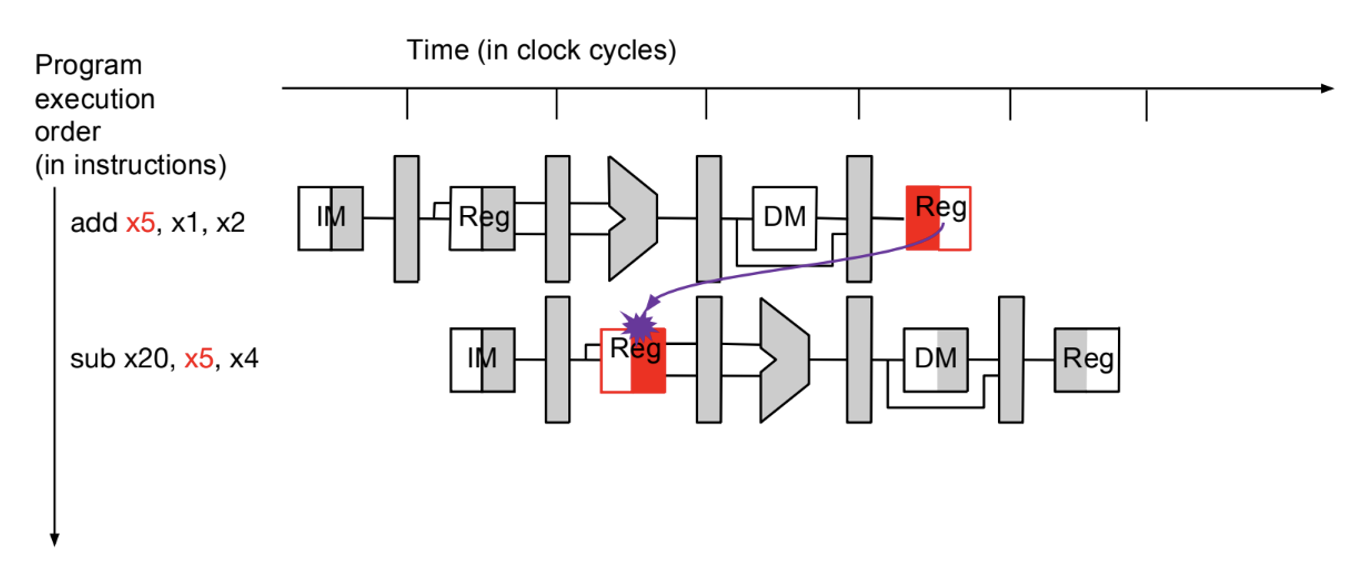 Time (in clock cycles)
Program
execution
order
(in instructions)
add x5, x1, x2
IM
Reg
DM
Reg
sub x20, x5, x4
IM
Reg
DM
Reg